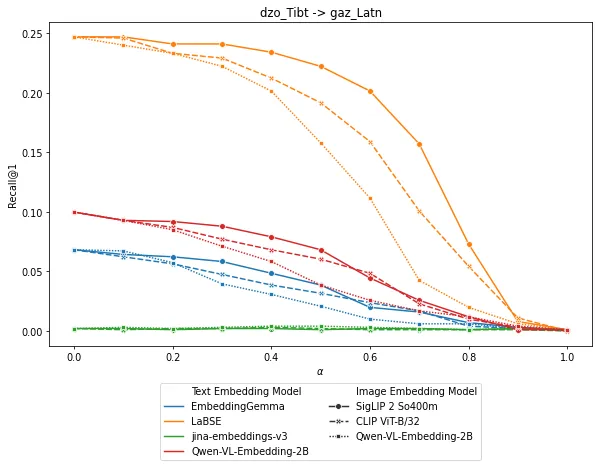 dzo_Tibt -> gaz_Latn
0.25
0.20
0.15
0.10
0.05
0.00
Recall@1
0.0 0.2 0.4 0.6 0.8 1.0
α
Text Embedding Model Image Embedding Model
EmbeddingGemma SigLIP 2 So400m
LaBSE CLIP ViT-B/32
jina-embeddings-v3 Qwen-VL-Embedding-2B
Qwen-VL-Embedding-2B